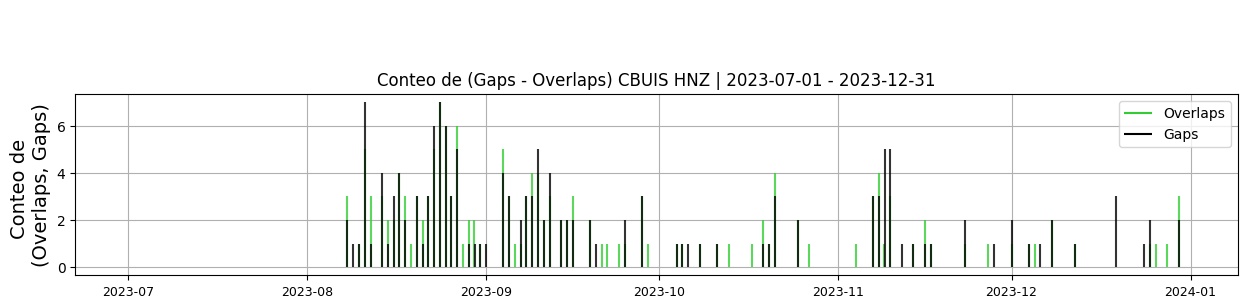 Conteo de (Gaps - Overlaps) CBUIS HNZ | 2023-07-01 - 2023-12-31
Conteo de
(Overlaps, Gaps)
6
4
2
0
Overlaps
Gaps
2023-07
2023-08
2023-09
2023-10
2023-11
2023-12
2024-01